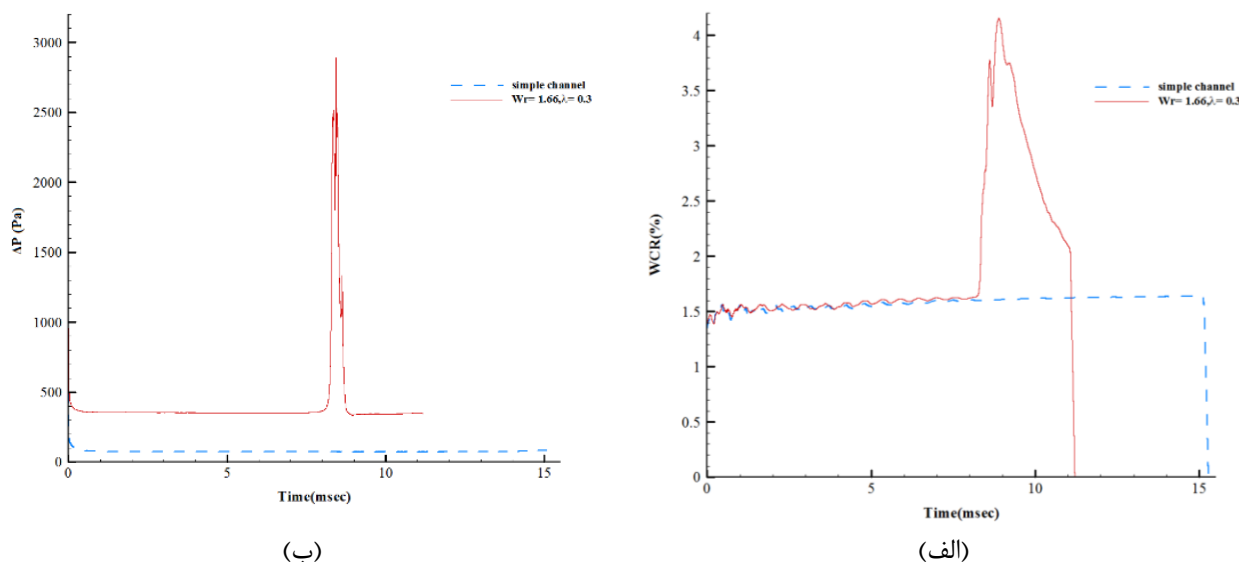 3000
2500
2000
1500
1000
500
0
ΔP (Pa)
0 5 10 15
Time(msec)
simple channel
Wr= 1.66,λ= 0.3
(ب)
4
3.5
3
2.5
2
1.5
1
0.5
0
WCR(%)
0 5 10 15
Time(msec)
simple channel
Wr= 1.66,λ= 0.3
(الف)